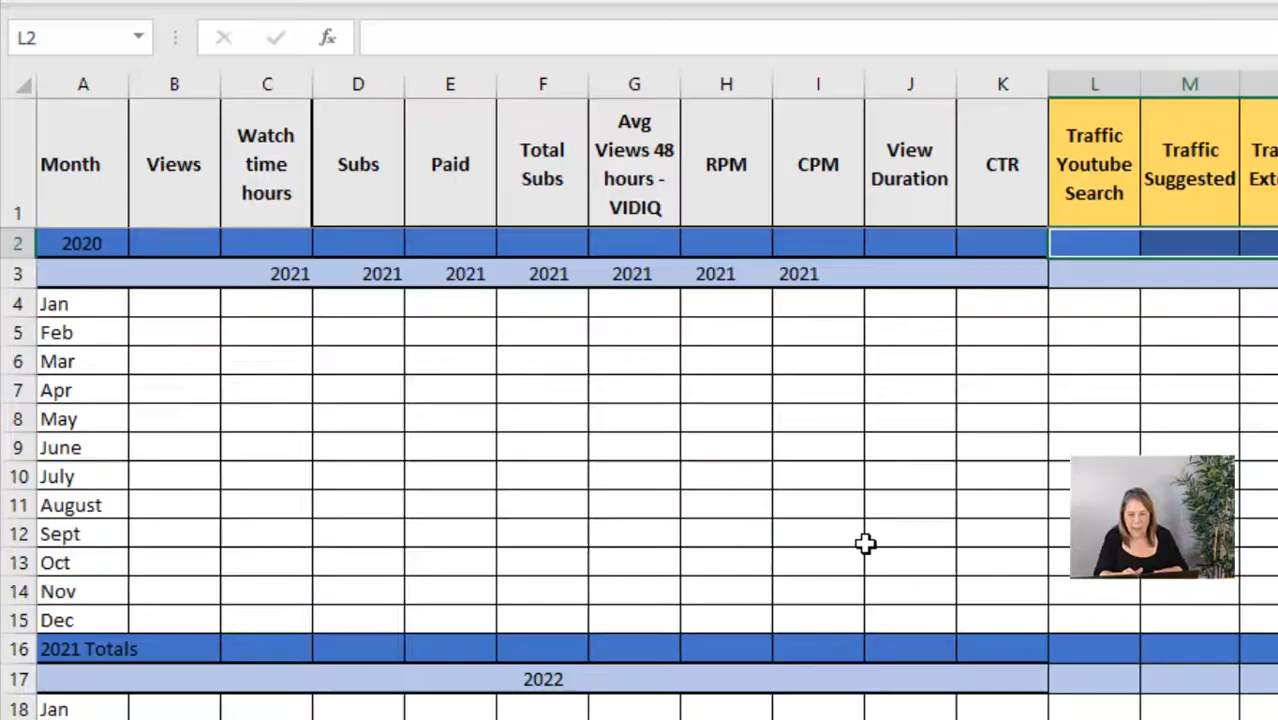 L2
fx
A B C D E F G H I J K L M
1 Month Views Watch time hours Subs Paid Total Subs Avg Views 48 hours - VIDIQ RPM CPM View Duration CTR Traffic Youtube Search Traffic Suggested
2 2020
3 2021 2021 2021 2021 2021 2021 2021
4 Jan
5 Feb
6 Mar
7 Apr
8 May
9 June
10 July
11 August
12 Sept
13 Oct
14 Nov
15 Dec
16 2021 Totals
17 2022
18 Jan